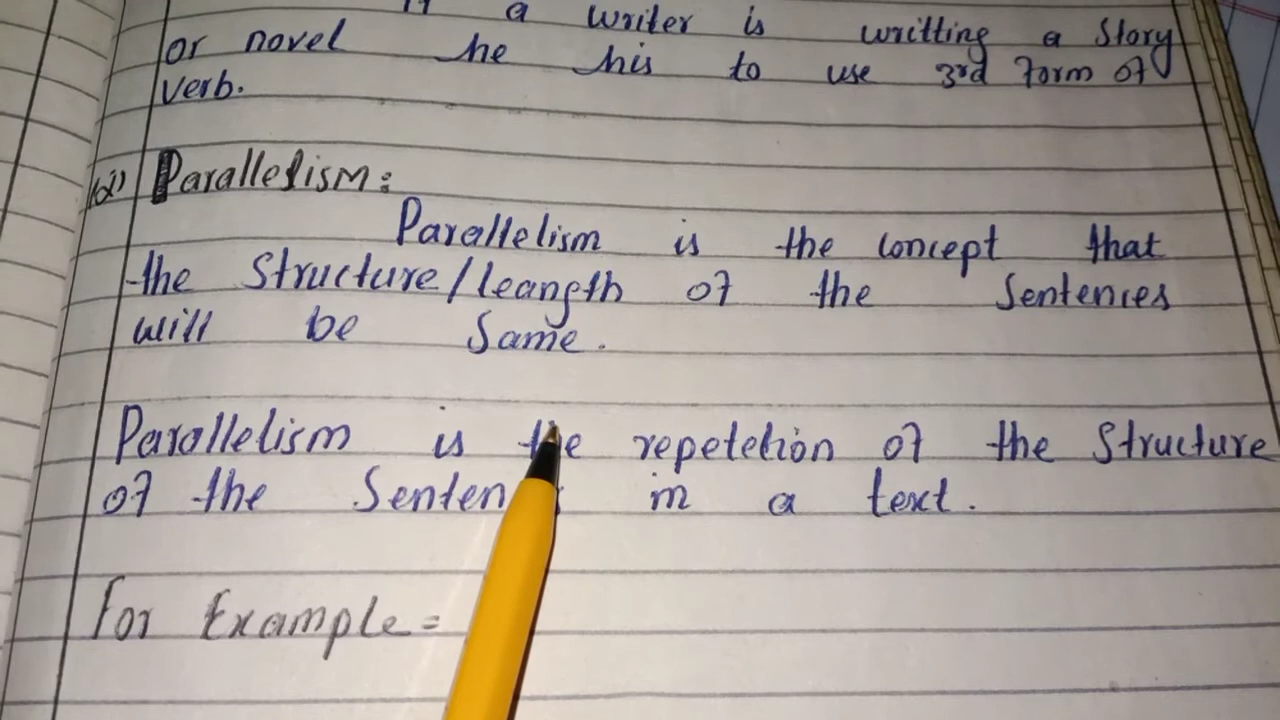 a writer is writting a Story
or novel he his to use 3rd Form of
verb.
Parallelism:
Parallelism is the concept that
the Structure/leangth of the Sentences
will be Same.
Parallelism is the repetetion of the Structure
of the in a text.
For Example=